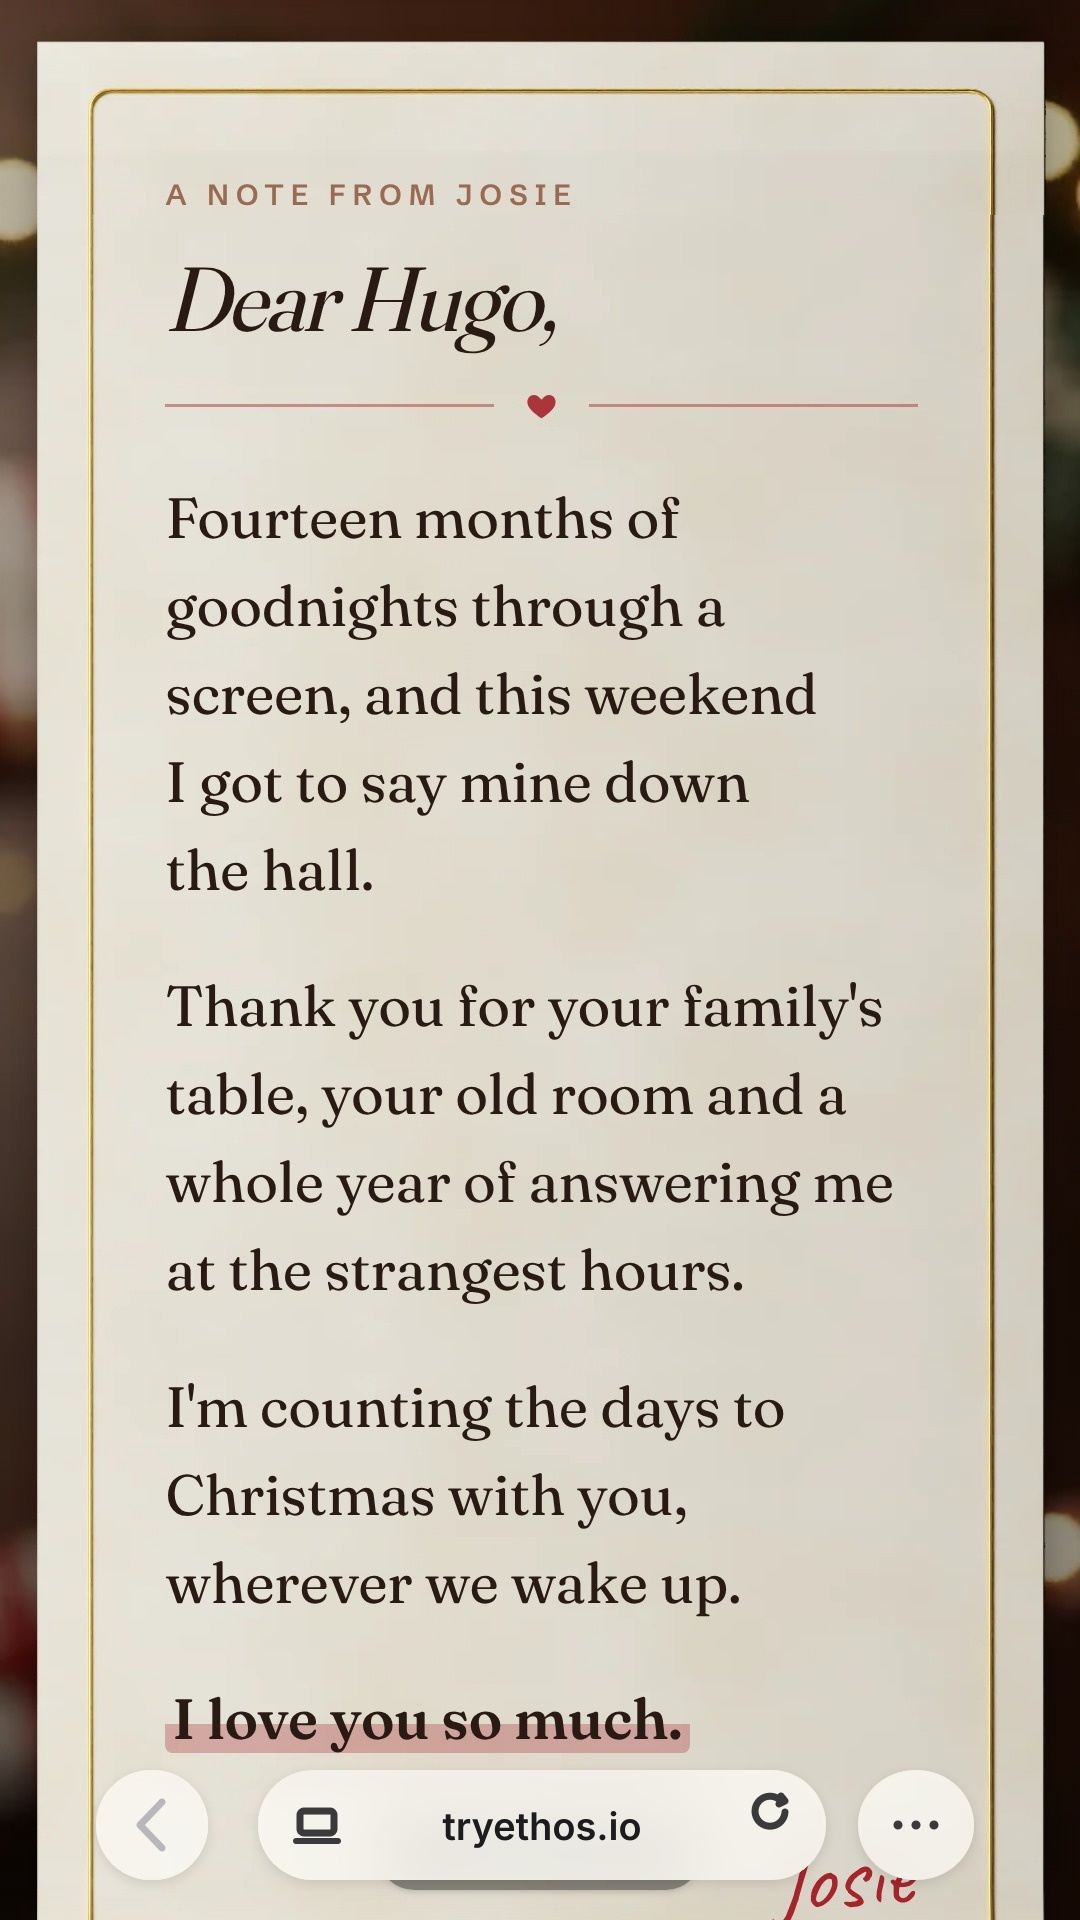 A NOTE FROM JOSIE
Dear Hugo,
Fourteen months of
goodnights through a
screen, and this weekend
I got to say mine down
the hall.
Thank you for your family's
table, your old room and a
whole year of answering me
at the strangest hours.
I'm counting the days to
Christmas with you,
wherever we wake up.
I love you so much.
tryethos.io
Josie